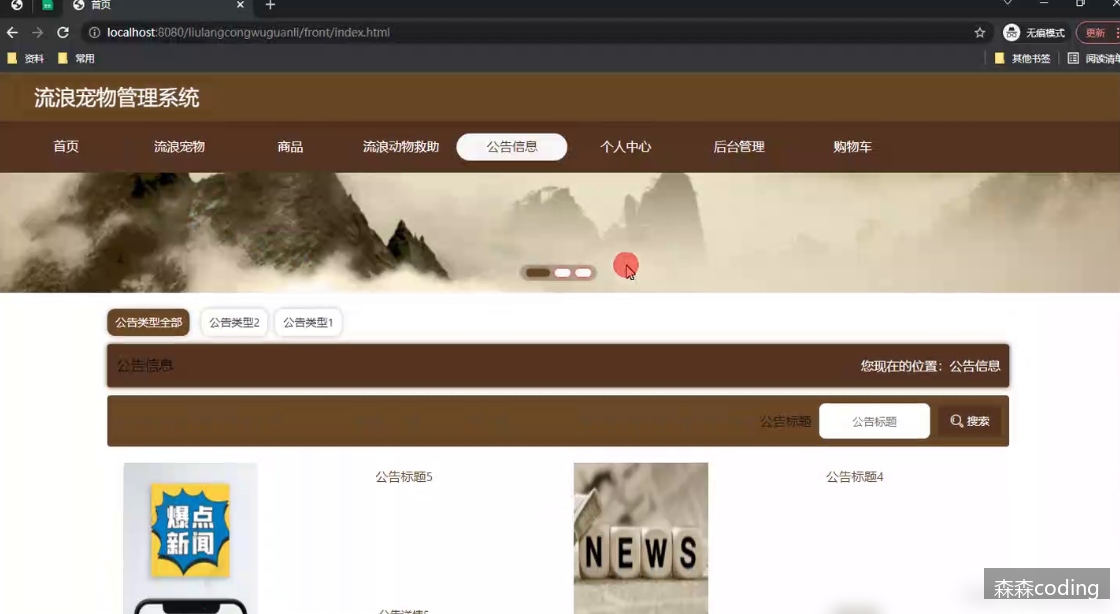 首页
localhost:8080/liulangcongwuguanli/front/index.html
无痕模式
更新
资料
常用
其他书签
阅读清单
流浪宠物管理系统
首页
流浪宠物
商品
流浪动物救助
公告信息
个人中心
后台管理
购物车
公告类型全部
公告类型2
公告类型1
公告信息
您现在的位置：公告信息
公告标题
公告标题
搜索
公告标题5
公告标题4
爆点
新闻
NEWS
森森coding